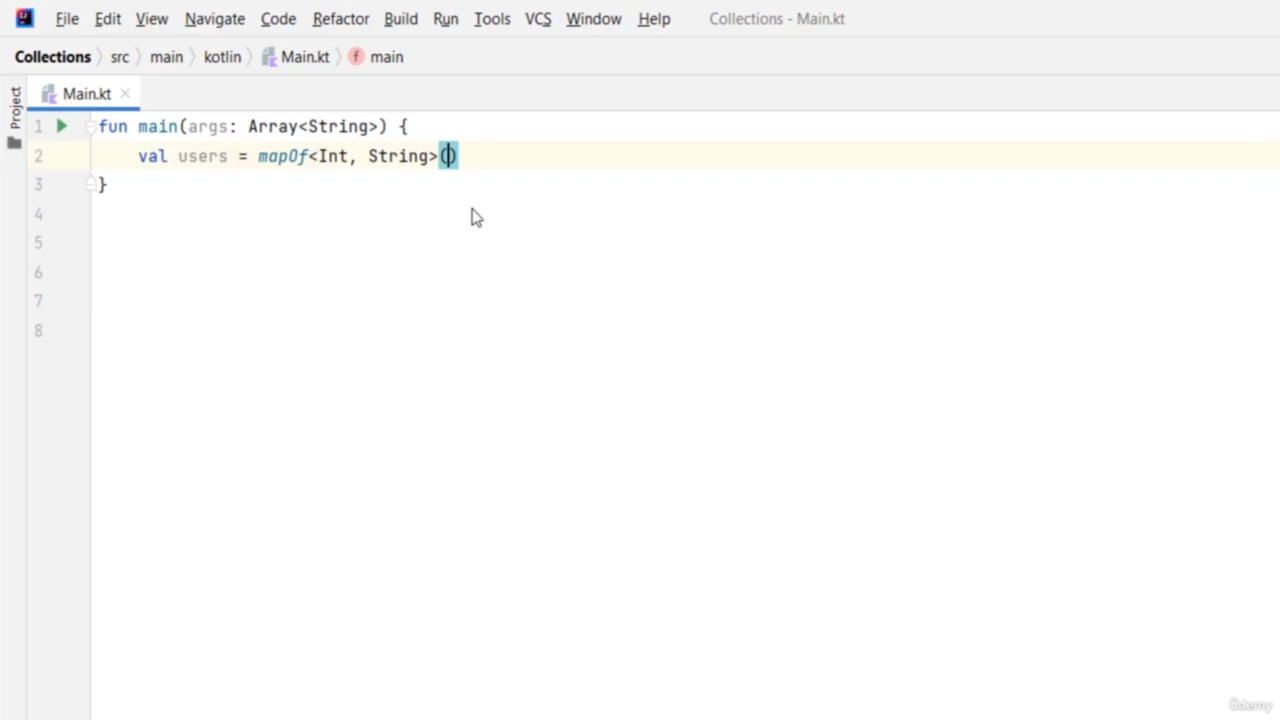 File Edit View Navigate Code Refactor Build Run Tools VCS Window Help Collections - Main.kt
Collections src main kotlin Main.kt f main
Project
Main.kt
1 fun main(args: Array<String>) {
2 val users = mapOf<Int, String>()
3 }
4
5
6
7
8
ûdemy